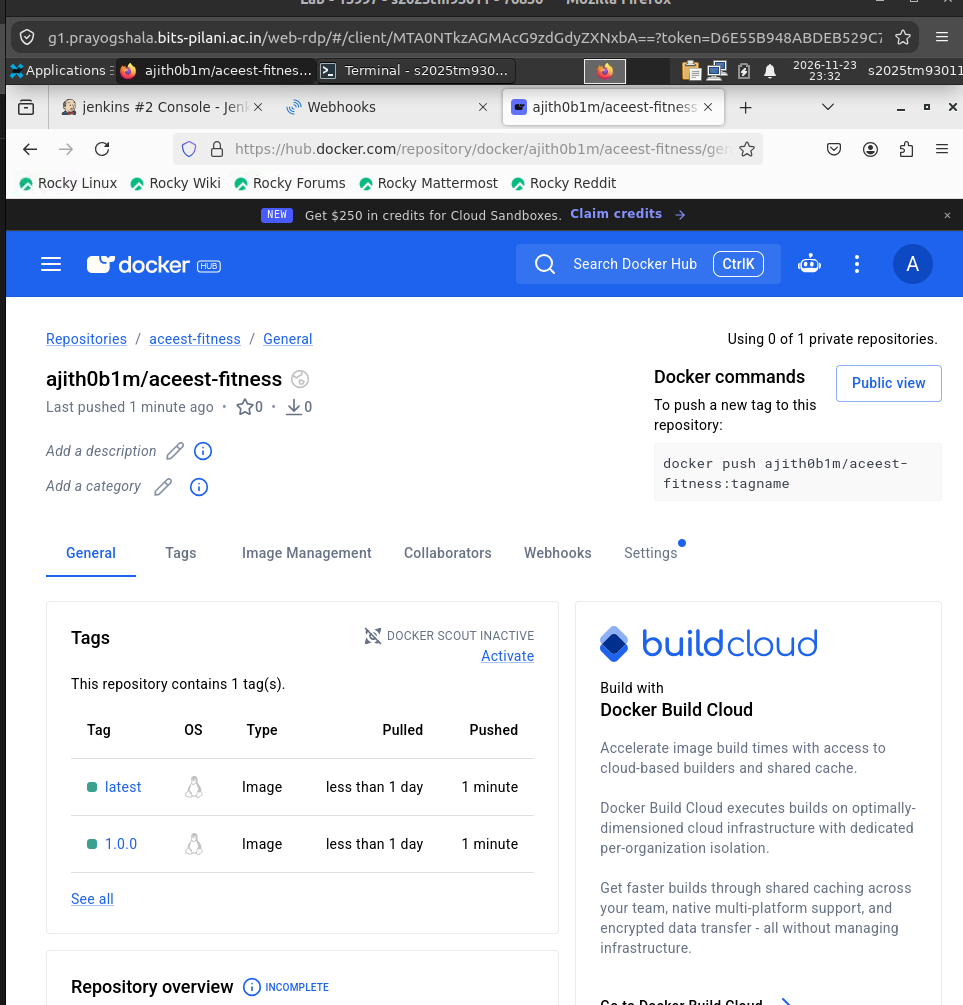 Lab - 15997 - s2025tm93011 - 76850 — Mozilla Firefox
g1.prayogshala.bits-pilani.ac.in/web-rdp/#/client/MTA0NTkzAGMAcG9zdGdyZXNxbA==?token=D6E55B948ABDEB529C7
Applications
ajith0b1m/aceest-fitnes...
Terminal - s2025tm930...
2026-11-23
23:32
s2025tm93011
jenkins #2 Console - Jenk
Webhooks
ajith0b1m/aceest-fitness
https://hub.docker.com/repository/docker/ajith0b1m/aceest-fitness/gen
Rocky Linux
Rocky Wiki
Rocky Forums
Rocky Mattermost
Rocky Reddit
NEW Get $250 in credits for Cloud Sandboxes. Claim credits →
docker HUB
Search Docker Hub
CtrlK
A
Repositories / aceest-fitness / General
Using 0 of 1 private repositories.
ajith0b1m/aceest-fitness
Last pushed 1 minute ago • 0 • 0
Add a description
Add a category
Docker commands
Public view
To push a new tag to this
repository:
docker push ajith0b1m/aceest-
fitness:tagname
General
Tags
Image Management
Collaborators
Webhooks
Settings
Tags
DOCKER SCOUT INACTIVE
Activate
This repository contains 1 tag(s).
Tag OS Type Pulled Pushed
latest Image less than 1 day 1 minute
1.0.0 Image less than 1 day 1 minute
See all
Repository overview INCOMPLETE
buildcloud
Build with
Docker Build Cloud
Accelerate image build times with access to
cloud-based builders and shared cache.
Docker Build Cloud executes builds on optimally-
dimensioned cloud infrastructure with dedicated
per-organization isolation.
Get faster builds through shared caching across
your team, native multi-platform support, and
encrypted data transfer - all without managing
infrastructure.
Go to Docker Build Cloud